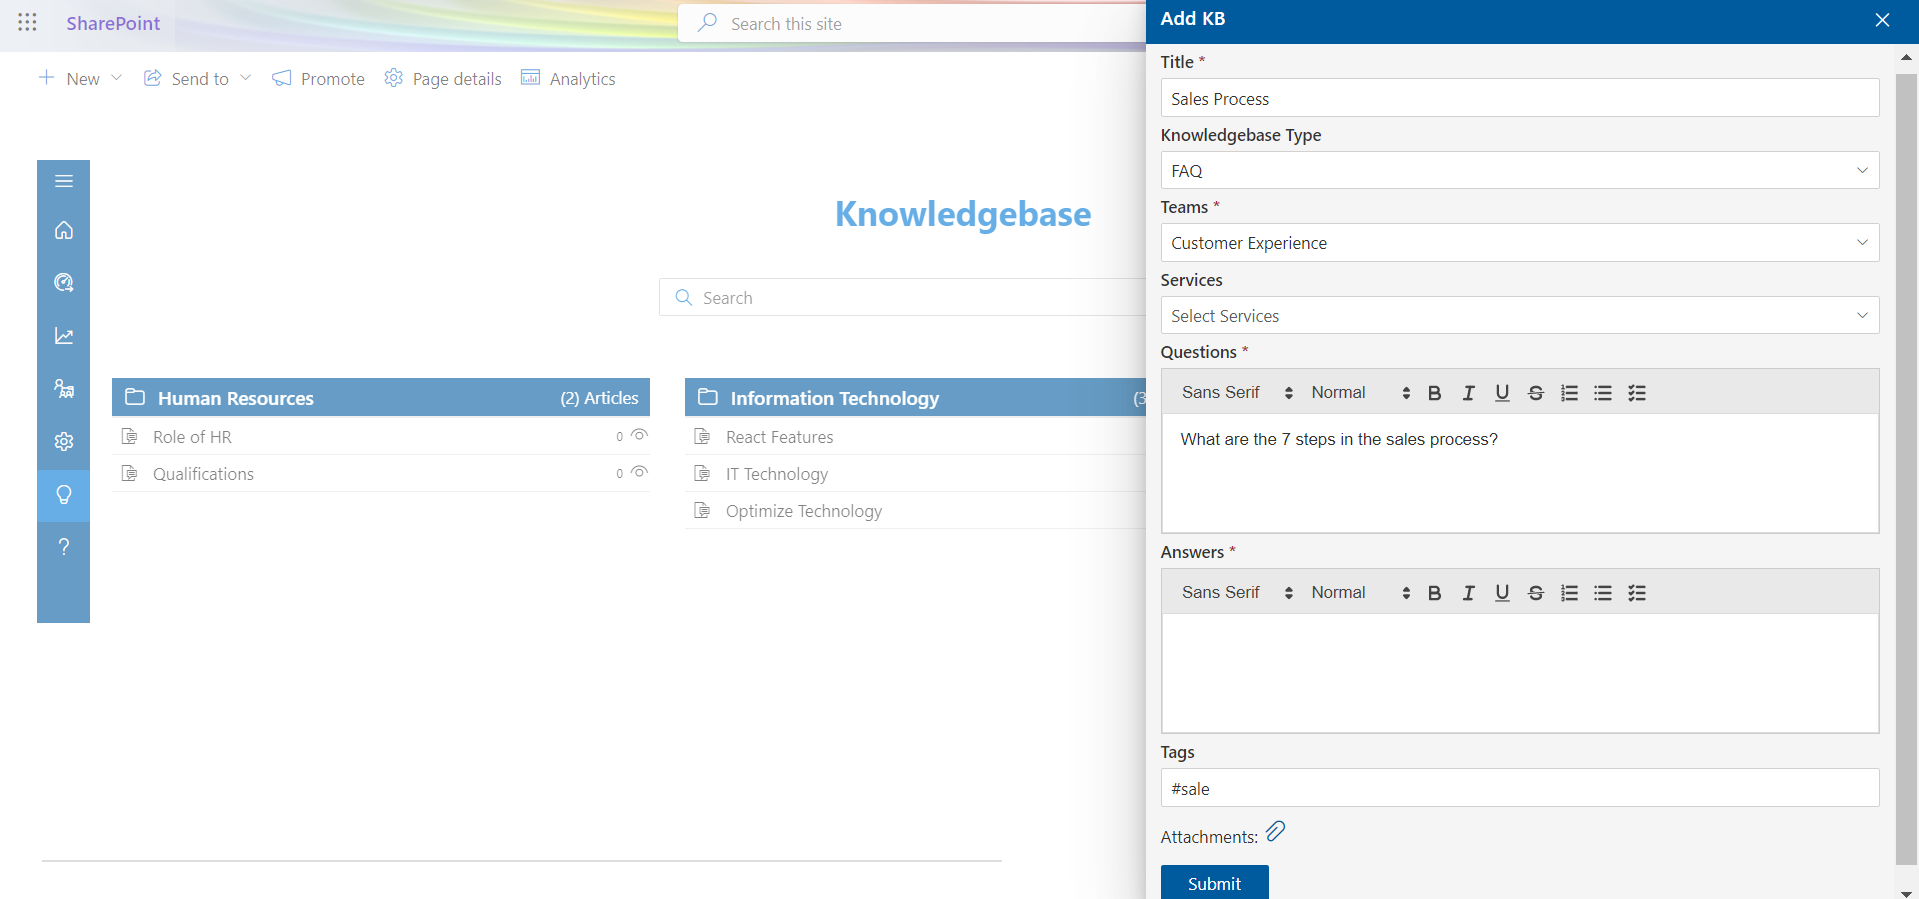 SharePoint
Search this site
New
Send to
Promote
Page details
Analytics
Knowledgebase
Search
Human Resources (2) Articles
Role of HR 0
Qualifications 0
Information Technology (3
React Features
IT Technology
Optimize Technology
?
Add KB
Title *
Sales Process
Knowledgebase Type
FAQ
Teams *
Customer Experience
Services
Select Services
Questions *
Sans Serif Normal B I U S
What are the 7 steps in the sales process?
Answers *
Sans Serif Normal B I U S
Tags
#sale
Attachments:
Submit